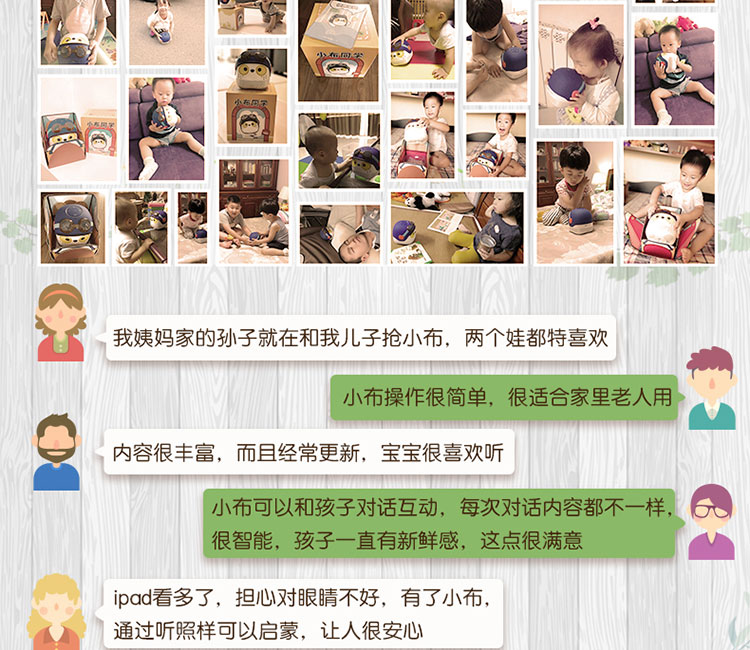 小布同学
小布同学
我姨妈家的孙子就在和我儿子抢小布，两个娃都特喜欢
小布操作很简单，很适合家里老人用
内容很丰富，而且经常更新，宝宝很喜欢听
小布可以和孩子对话互动，每次对话内容都不一样，
很智能，孩子一直有新鲜感，这点很满意
ipad看多了，担心对眼睛不好，有了小布，
通过听照样可以启蒙，让人很安心